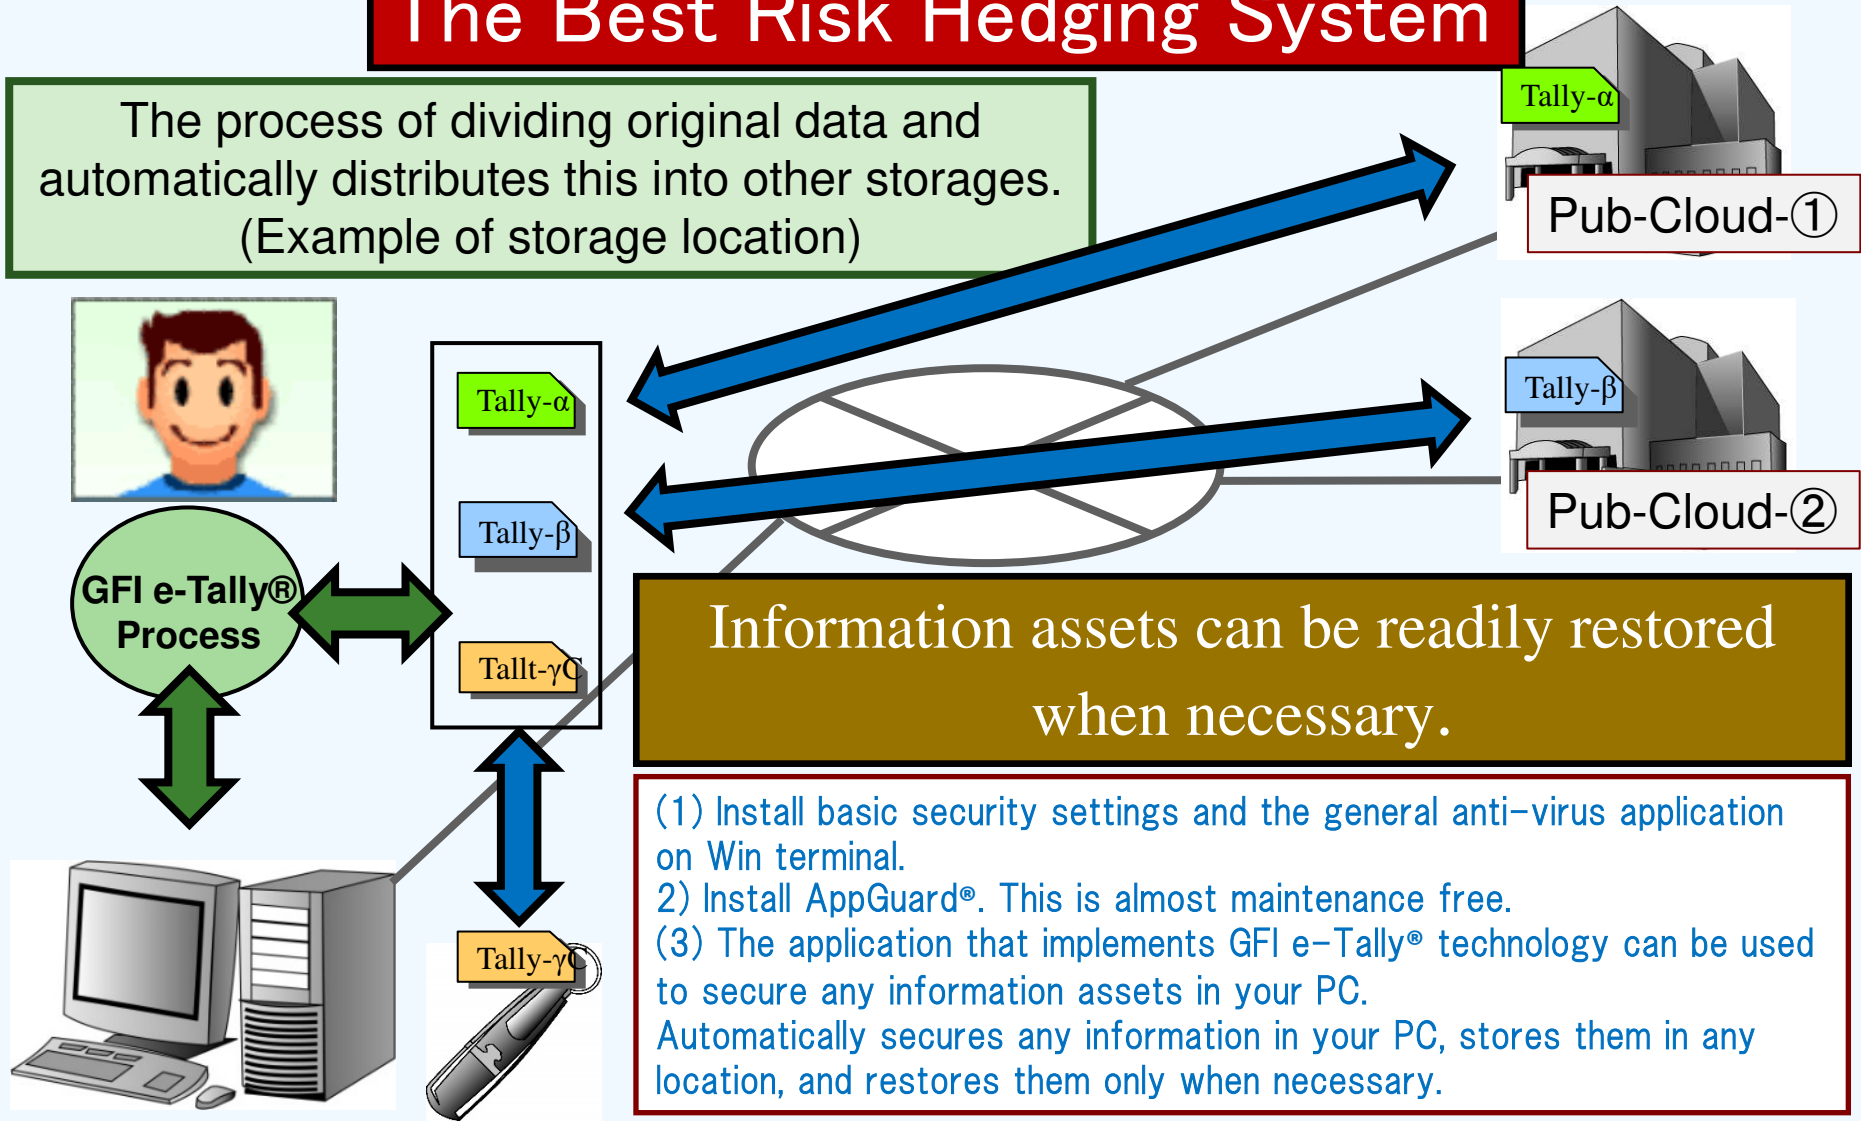 The Best Risk Hedging System
The process of dividing original data and
automatically distributes this into other storages.
(Example of storage location)
Tally-α
Pub-Cloud-①
Tally-β
Pub-Cloud-②
Tally-α
Tally-β
Tallt-γC
GFI e-Tally®
Process
Tally-γC
Information assets can be readily restored
when necessary.
(1) Install basic security settings and the general anti-virus application
on Win terminal.
2) Install AppGuard®. This is almost maintenance free.
(3) The application that implements GFI e-Tally® technology can be used
to secure any information assets in your PC.
Automatically secures any information in your PC, stores them in any
location, and restores them only when necessary.